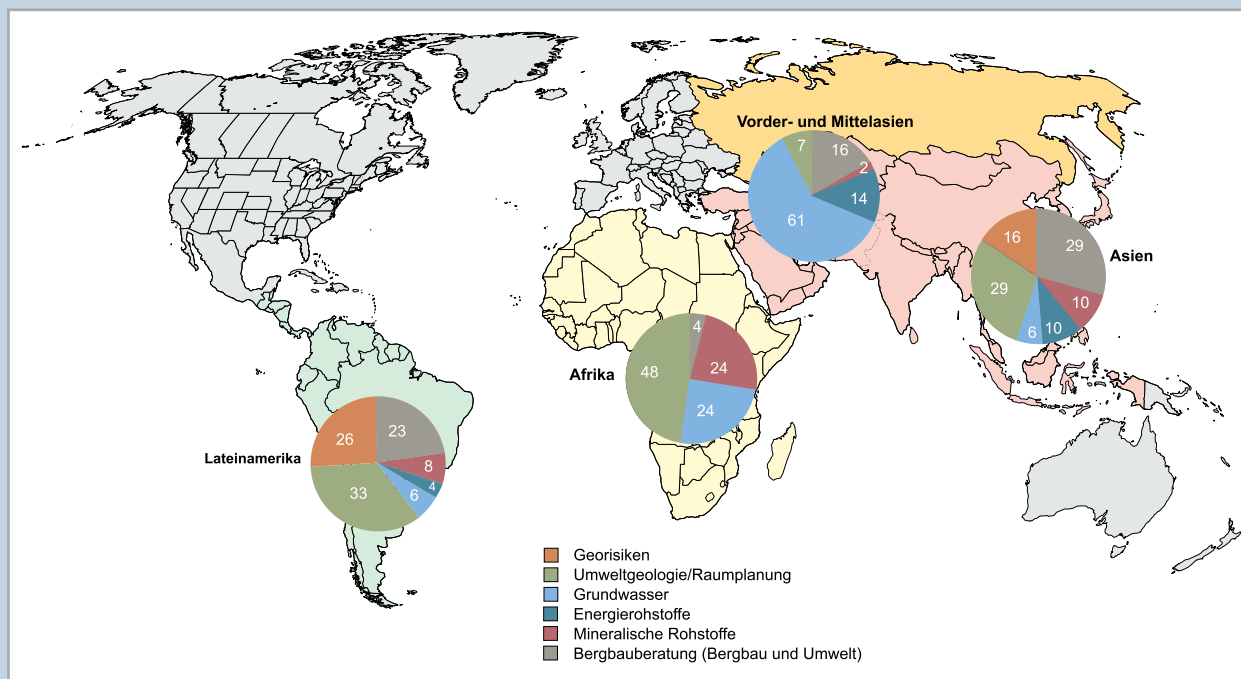 Vorder- und Mittelasien
7
16
2
14
61
Asien
16
29
29
10
6
10
Afrika
4
48
24
24
Lateinamerika
26
23
8
4
33
6
Georisiken
Umweltgeologie/Raumplanung
Grundwasser
Energierohstoffe
Mineralische Rohstoffe
Bergbauberatung (Bergbau und Umwelt)